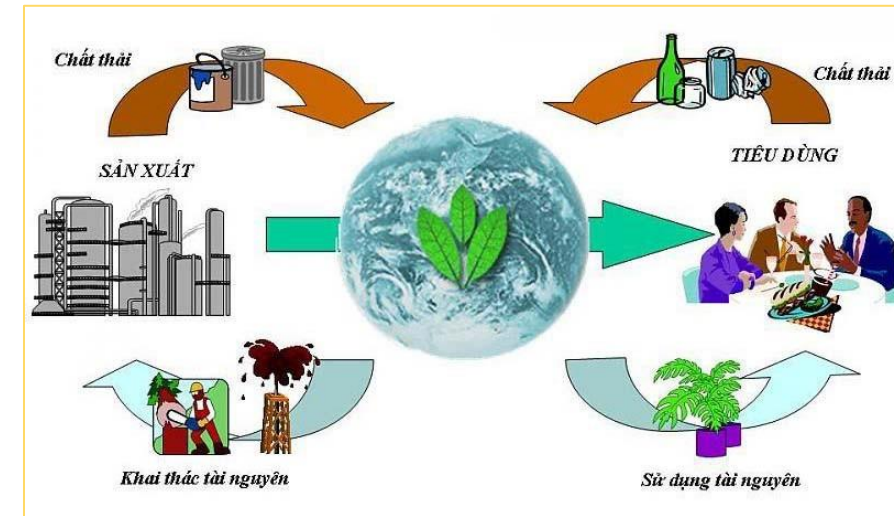 Chất thải
Chất thải
SẢN XUẤT
TIÊU DÙNG
Khai thác tài nguyên
Sử dụng tài nguyên